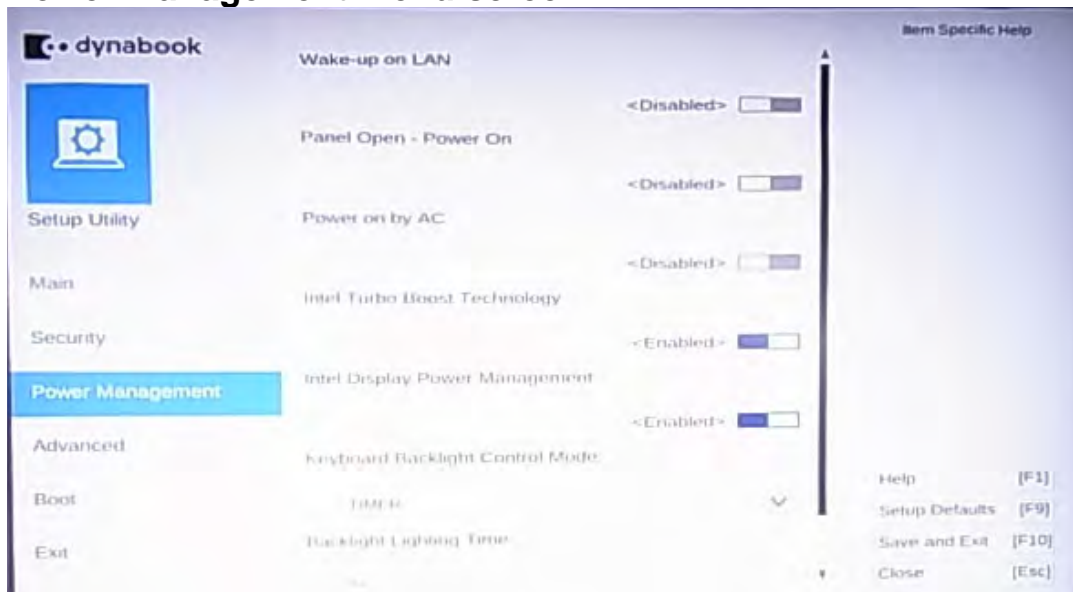 dynabook
Setup Utility
Main
Security
Power Management
Advanced
Boot
Exit
Wake-up on LAN
<Disabled>
Panel Open - Power On
<Disabled>
Power on by AC
<Disabled>
Intel Turbo Boost Technology
<Enabled>
Intel Display Power Management
<Enabled>
Keyboard Backlight Control Mode
TIMER
Backlight Lighting Time
Item Specific Help
Help [F1]
Setup Defaults [F9]
Save and Exit [F10]
Close [Esc]